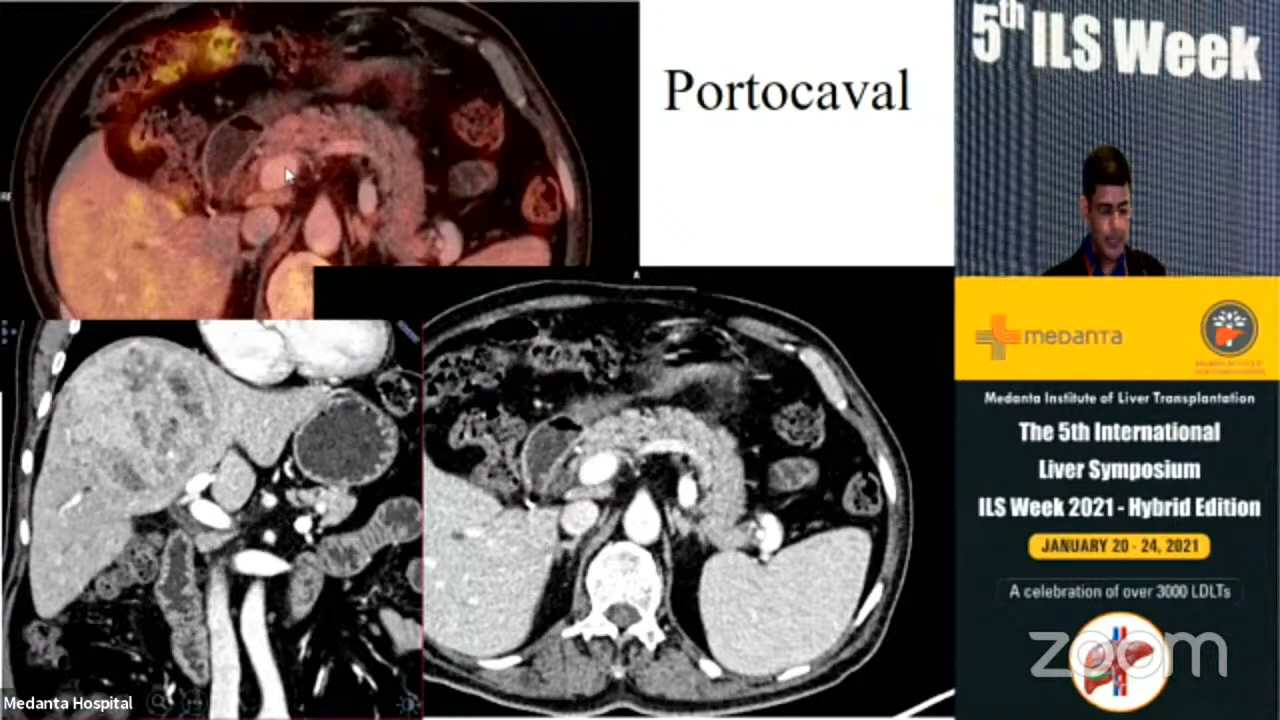 Portocaval
5th ILS Week
medanta
Medanta Institute of Liver Transplantation
The 5th International
Liver Symposium
ILS Week 2021 - Hybrid Edition
JANUARY 20 - 24, 2021
A celebration of over 3000 LDLTs
zoom
Medanta Hospital